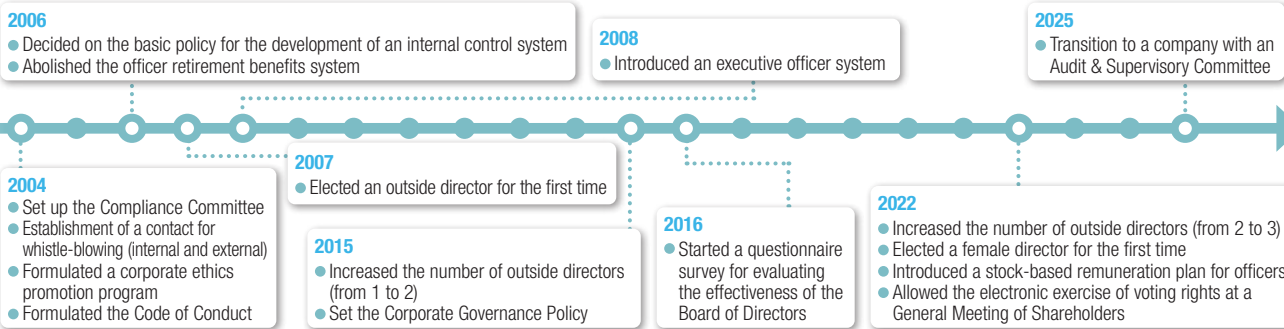 2006
● Decided on the basic policy for the development of an internal control system
● Abolished the officer retirement benefits system
2008
● Introduced an executive officer system
2025
● Transition to a company with an
Audit & Supervisory Committee
2004
● Set up the Compliance Committee
● Establishment of a contact for
whistle-blowing (internal and external)
● Formulated a corporate ethics
promotion program
● Formulated the Code of Conduct
2007
● Elected an outside director for the first time
2015
● Increased the number of outside directors
(from 1 to 2)
● Set the Corporate Governance Policy
2016
● Started a questionnaire
survey for evaluating
the effectiveness of the
Board of Directors
2022
● Increased the number of outside directors (from 2 to 3)
● Elected a female director for the first time
● Introduced a stock-based remuneration plan for officers
● Allowed the electronic exercise of voting rights at a
General Meeting of Shareholders